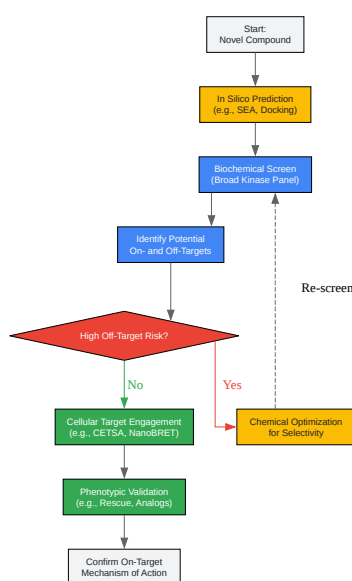 Start:
Novel Compound
In Silico Prediction
(e.g., SEA, Docking)
Biochemical Screen
(Broad Kinase Panel)
Identify Potential
On- and Off-Targets
Re-screen
High Off-Target Risk?
No
Yes
Cellular Target Engagement
(e.g., CETSA, NanoBRET)
Chemical Optimization
for Selectivity
Phenotypic Validation
(e.g., Rescue, Analogs)
Confirm On-Target
Mechanism of Action